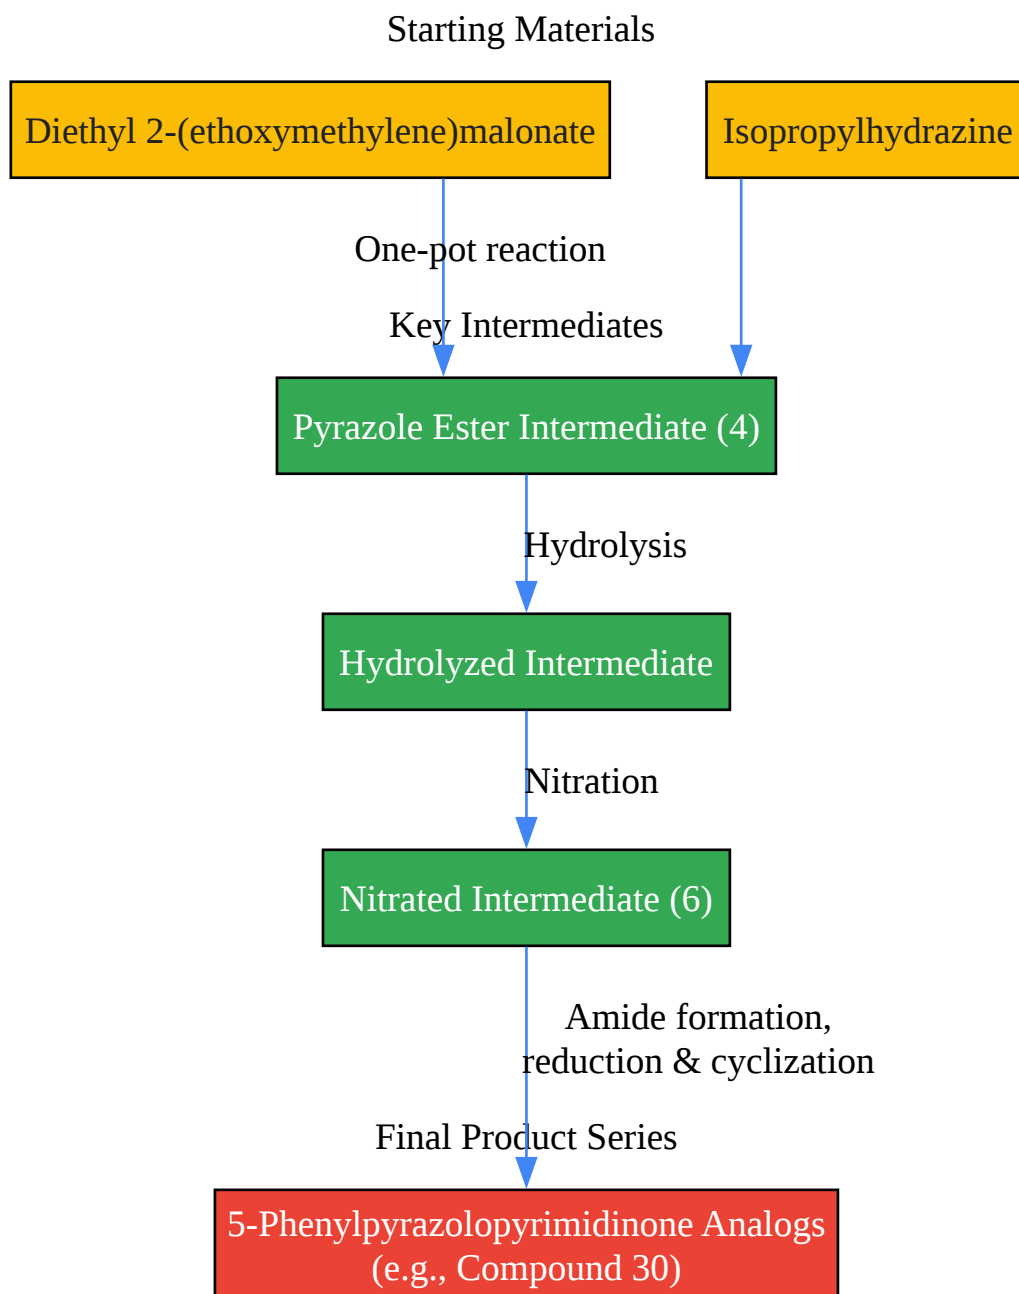 Starting Materials
Diethyl 2-(ethoxymethylene)malonate
Isopropylhydrazine
One-pot reaction
Key Intermediates
Pyrazole Ester Intermediate (4)
Hydrolysis
Hydrolyzed Intermediate
Nitration
Nitrated Intermediate (6)
Amide formation,
reduction & cyclization
Final Product Series
5-Phenylpyrazolopyrimidinone Analogs
(e.g., Compound 30)